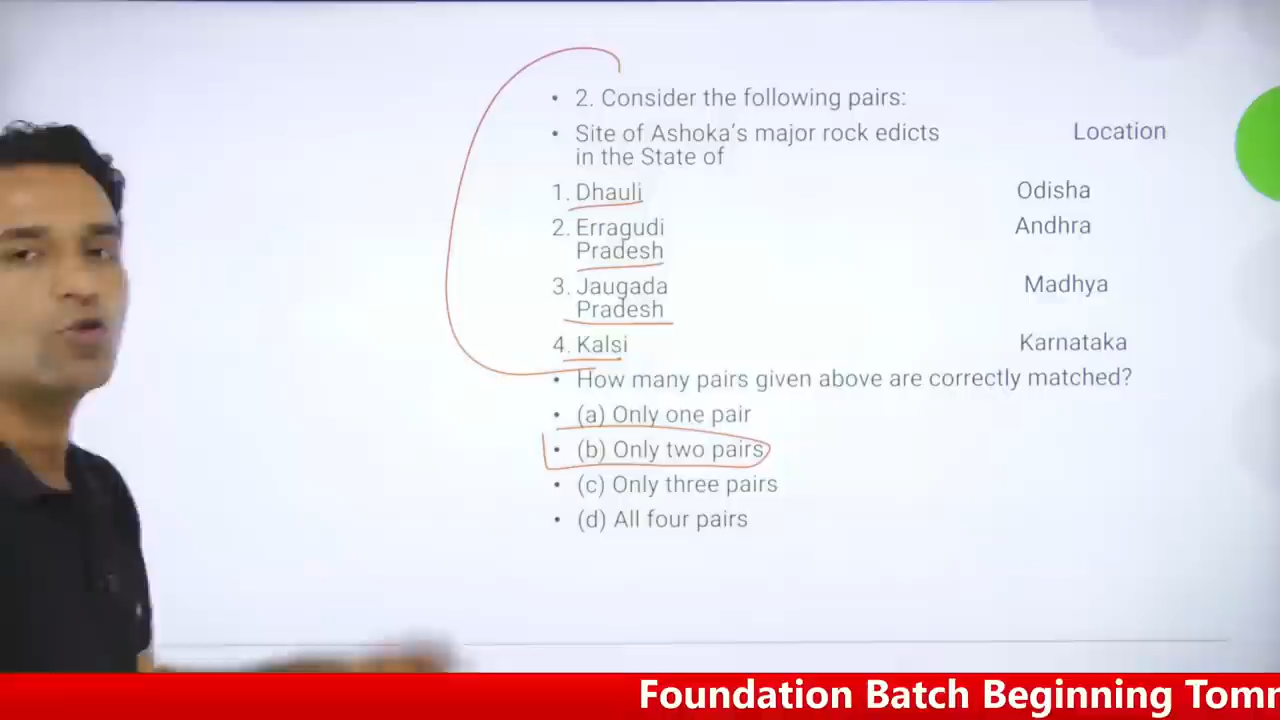 • 2. Consider the following pairs:
• Site of Ashoka's major rock edicts Location
in the State of
1. Dhauli Odisha
2. Erragudi Andhra
Pradesh
3. Jaugada Madhya
Pradesh
4. Kalsi Karnataka
• How many pairs given above are correctly matched?
• (a) Only one pair
• (b) Only two pairs
• (c) Only three pairs
• (d) All four pairs
Foundation Batch Beginning